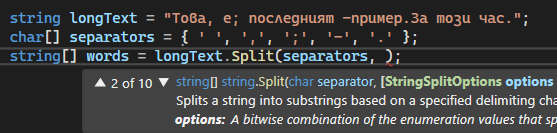 string longText = "Това, е; последният -пример.За този час.";
char[] separators = { ' ', ',', ';', '-', '.' };
string[] words = longText.Split(separators, );
▲ 2 of 10 ▼ string[] string.Split(char separator, [StringSplitOptions options
Splits a string into substrings based on a specified delimiting char
options: A bitwise combination of the enumeration values that sp